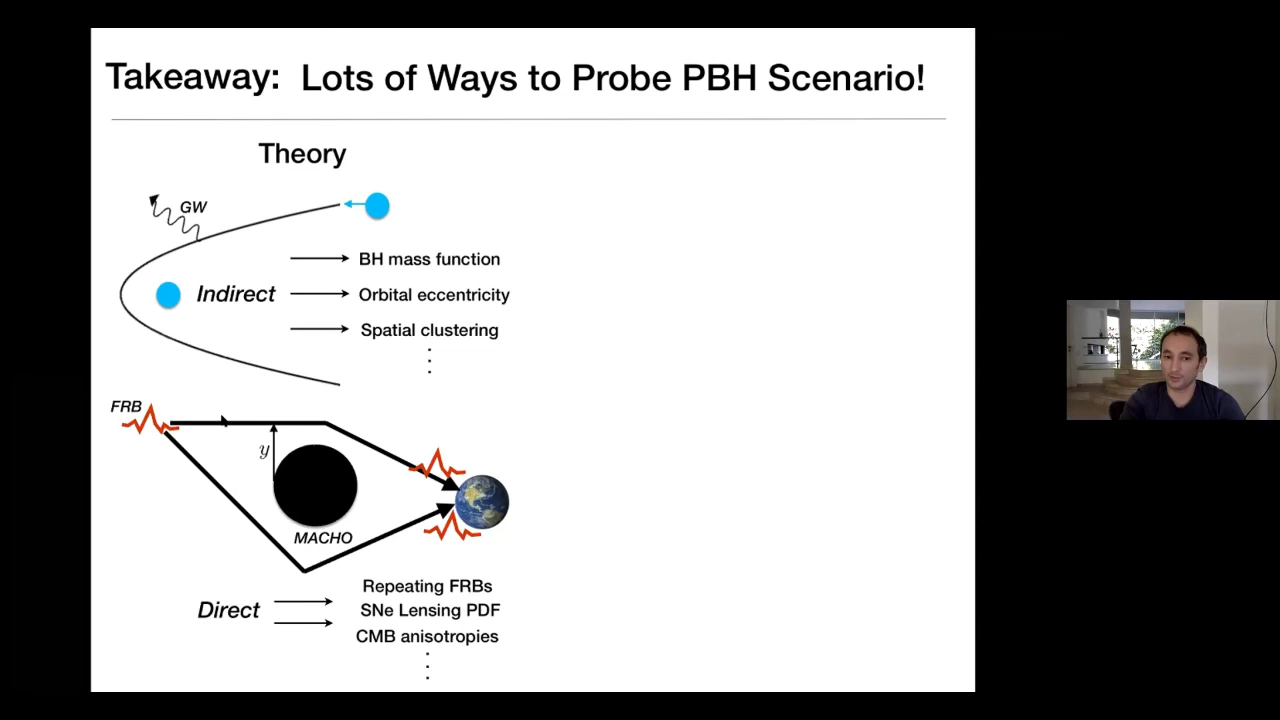 Takeaway: Lots of Ways to Probe PBH Scenario!
Theory
GW
BH mass function
Indirect
Orbital eccentricity
Spatial clustering
FRB
y
MACHO
Repeating FRBs
Direct
SNe Lensing PDF
CMB anisotropies